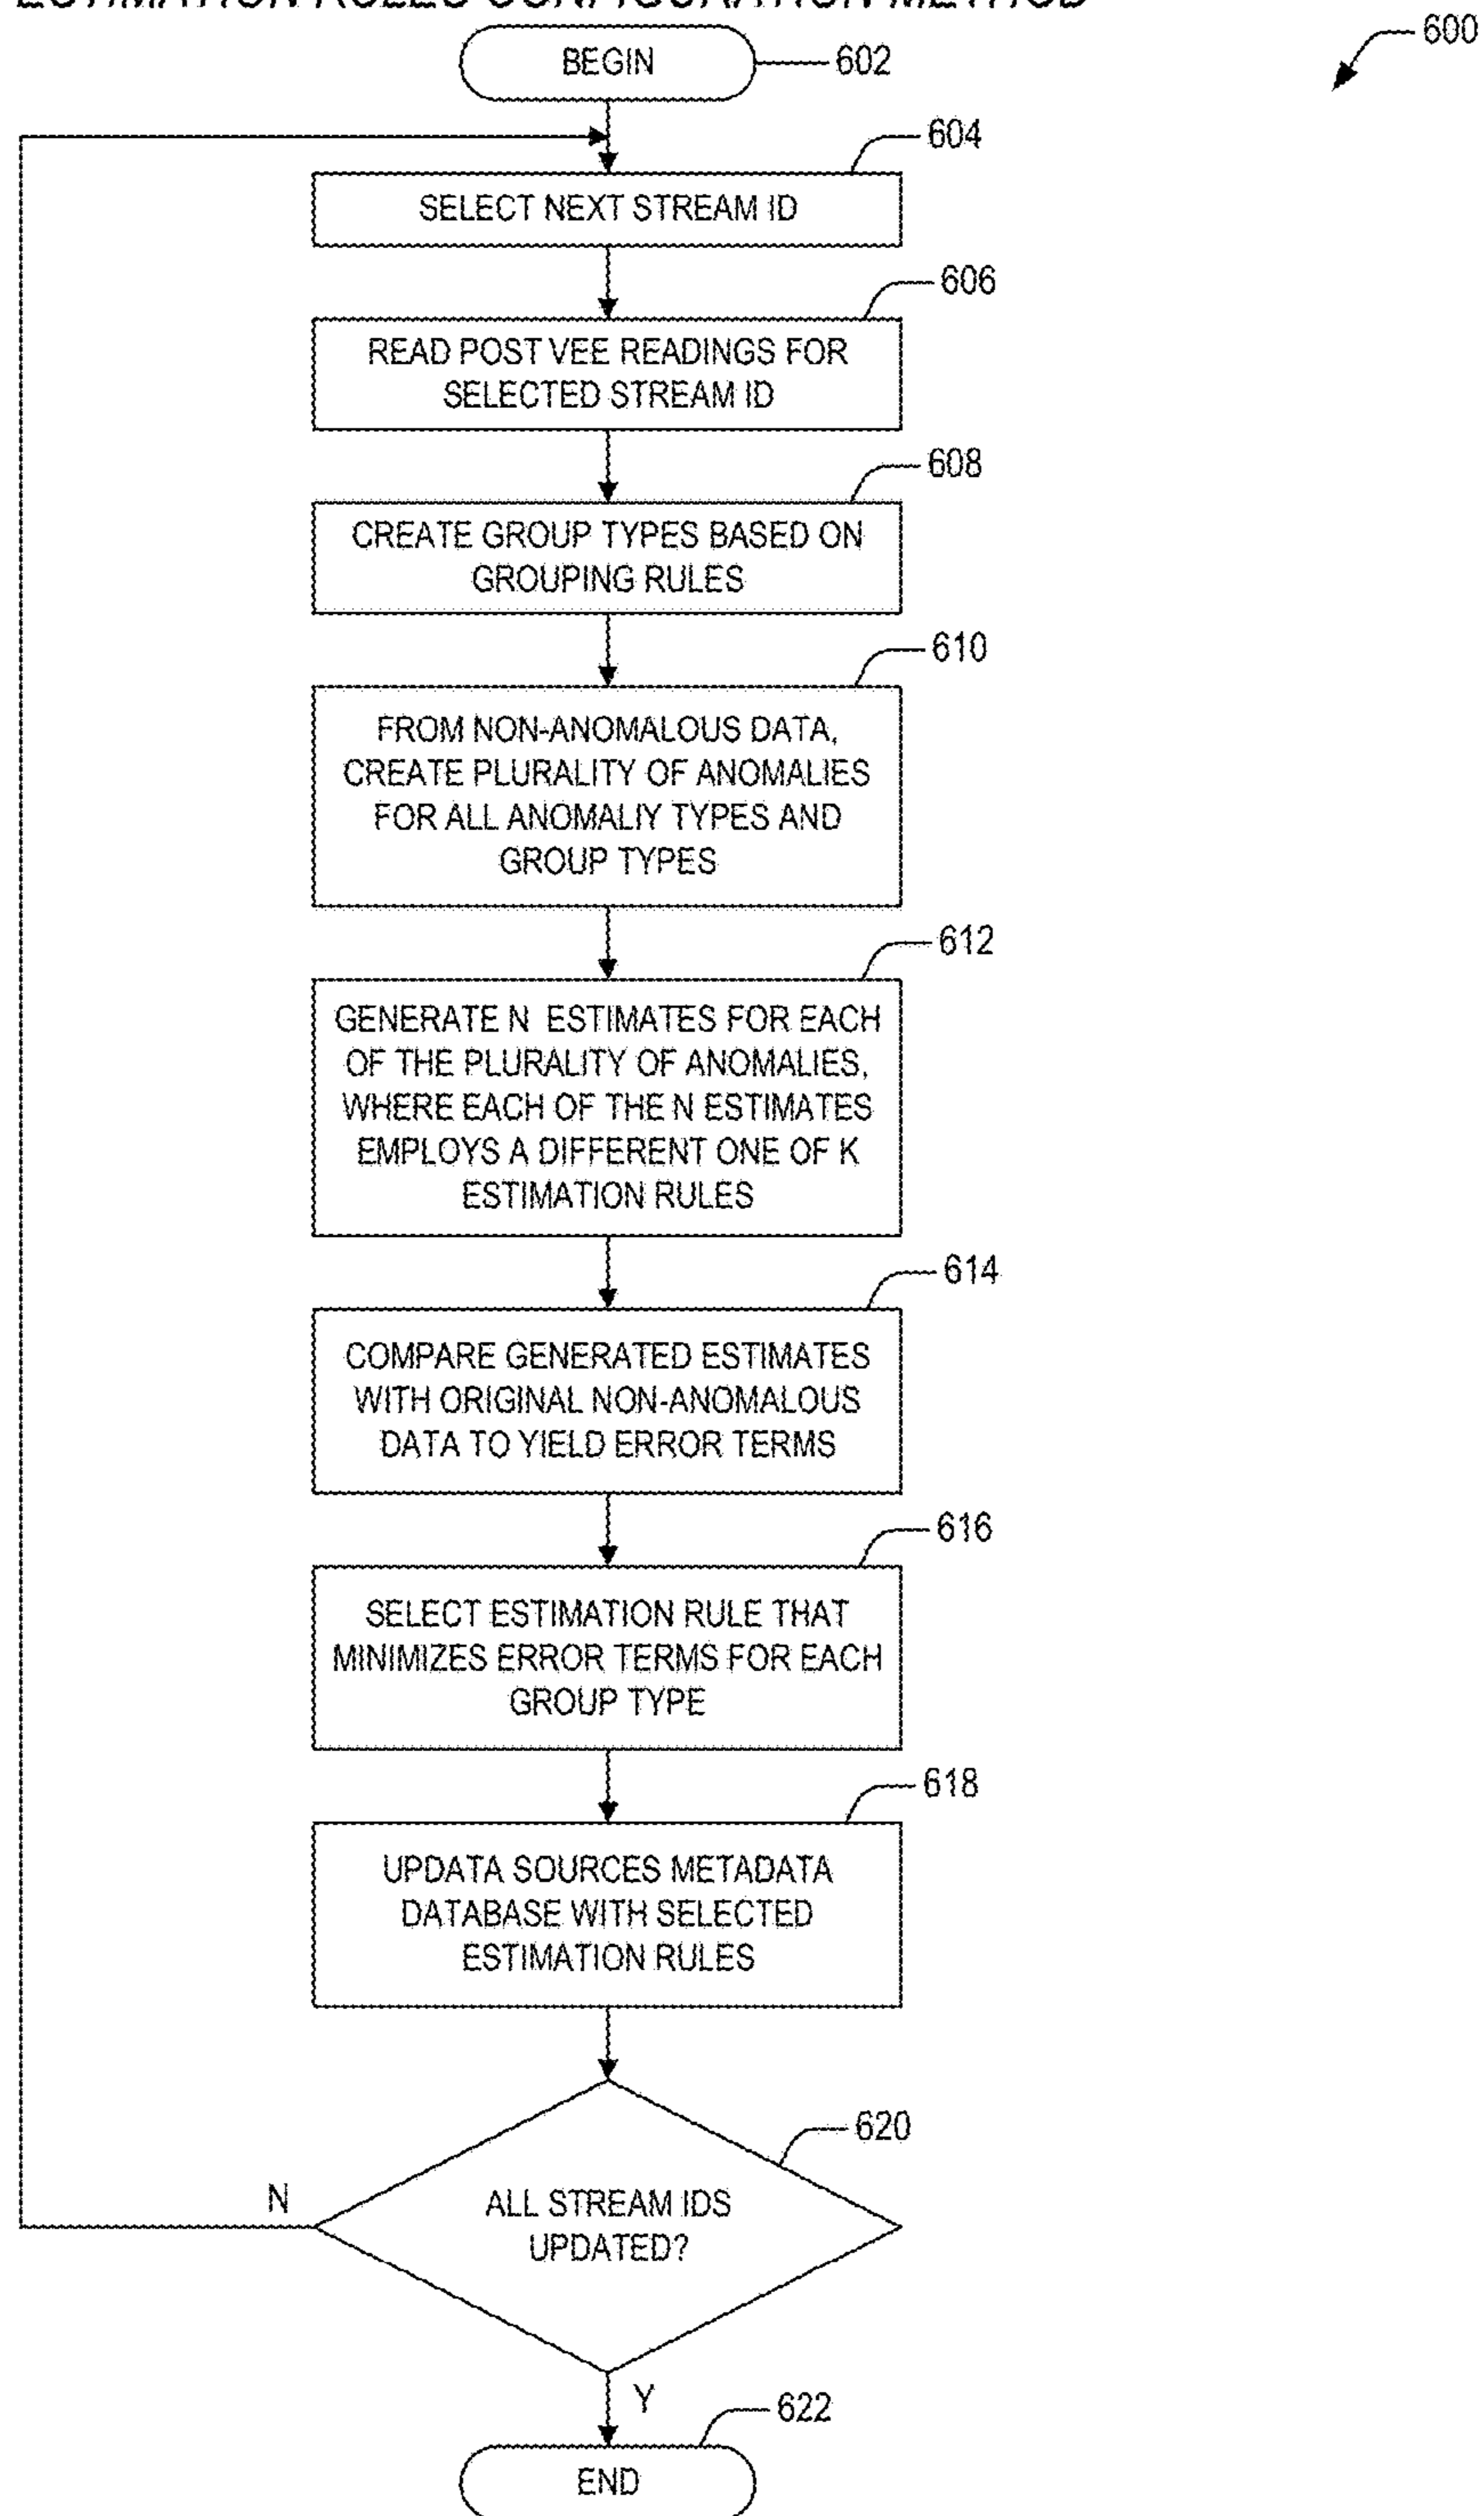 ESTIMATION RULES CONFIGURATION METHOD
600
BEGIN
602
604
SELECT NEXT STREAM ID
606
READ POST VEE READINGS FOR
SELECTED STREAM ID
608
CREATE GROUP TYPES BASED ON
GROUPING RULES
610
FROM NON-ANOMALOUS DATA,
CREATE PLURALITY OF ANOMALIES
FOR ALL ANOMALIY TYPES AND
GROUP TYPES
612
GENERATE N ESTIMATES FOR EACH
OF THE PLURALITY OF ANOMALIES,
WHERE EACH OF THE N ESTIMATES
EMPLOYS A DIFFERENT ONE OF K
ESTIMATION RULES
614
COMPARE GENERATED ESTIMATES
WITH ORIGINAL NON-ANOMALOUS
DATA TO YIELD ERROR TERMS
616
SELECT ESTIMATION RULE THAT
MINIMIZES ERROR TERMS FOR EACH
GROUP TYPE
618
UPDATA SOURCES METADATA
DATABASE WITH SELECTED
ESTIMATION RULES
620
N
ALL STREAM IDS
UPDATED?
Y
622
END